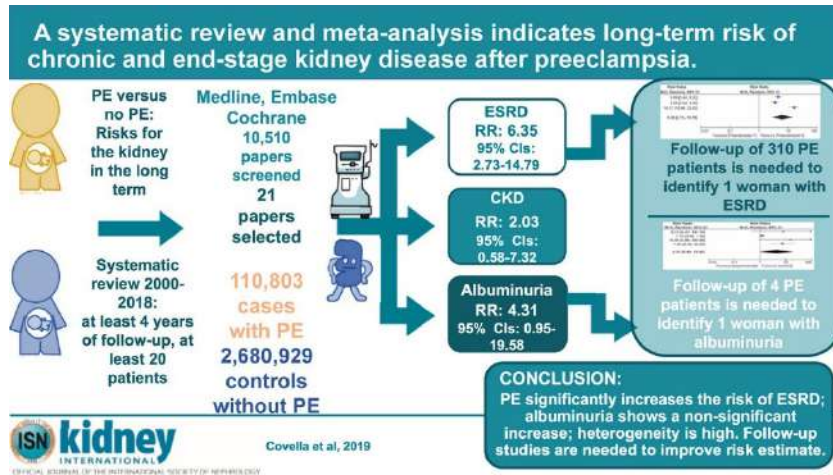 A systematic review and meta-analysis indicates long-term risk of
chronic and end-stage kidney disease after preeclampsia.
PE versus
no PE:
Risks for
the kidney
in the long
term
Systematic
review 2000-
2018:
at least 4 years
of follow-up, at
least 20
patients
Medline, Embase
Cochrane
10,510
papers
screened
21
papers
selected
110,803
cases
with PE
2,680,929
controls
without PE
ESRD
RR: 6.35
95% CIs:
2.73-14.79
CKD
RR: 2.03
95% CIs:
0.58-7.32
Albuminuria
RR: 4.31
95% CIs: 0.95-
19.58
Follow-up of 310 PE
patients is needed to
identify 1 woman with
ESRD
Follow-up of 4 PE
patients is needed to
identify 1 woman with
albuminuria
CONCLUSION:
PE significantly increases the risk of ESRD;
albuminuria shows a non-significant
increase; heterogeneity is high. Follow-up
studies are needed to improve risk estimate.
ISN
kidney
INTERNATIONAL
OFFICIAL JOURNAL OF THE INTERNATIONAL SOCIETY OF NEPHROLOGY
Covella et al, 2019